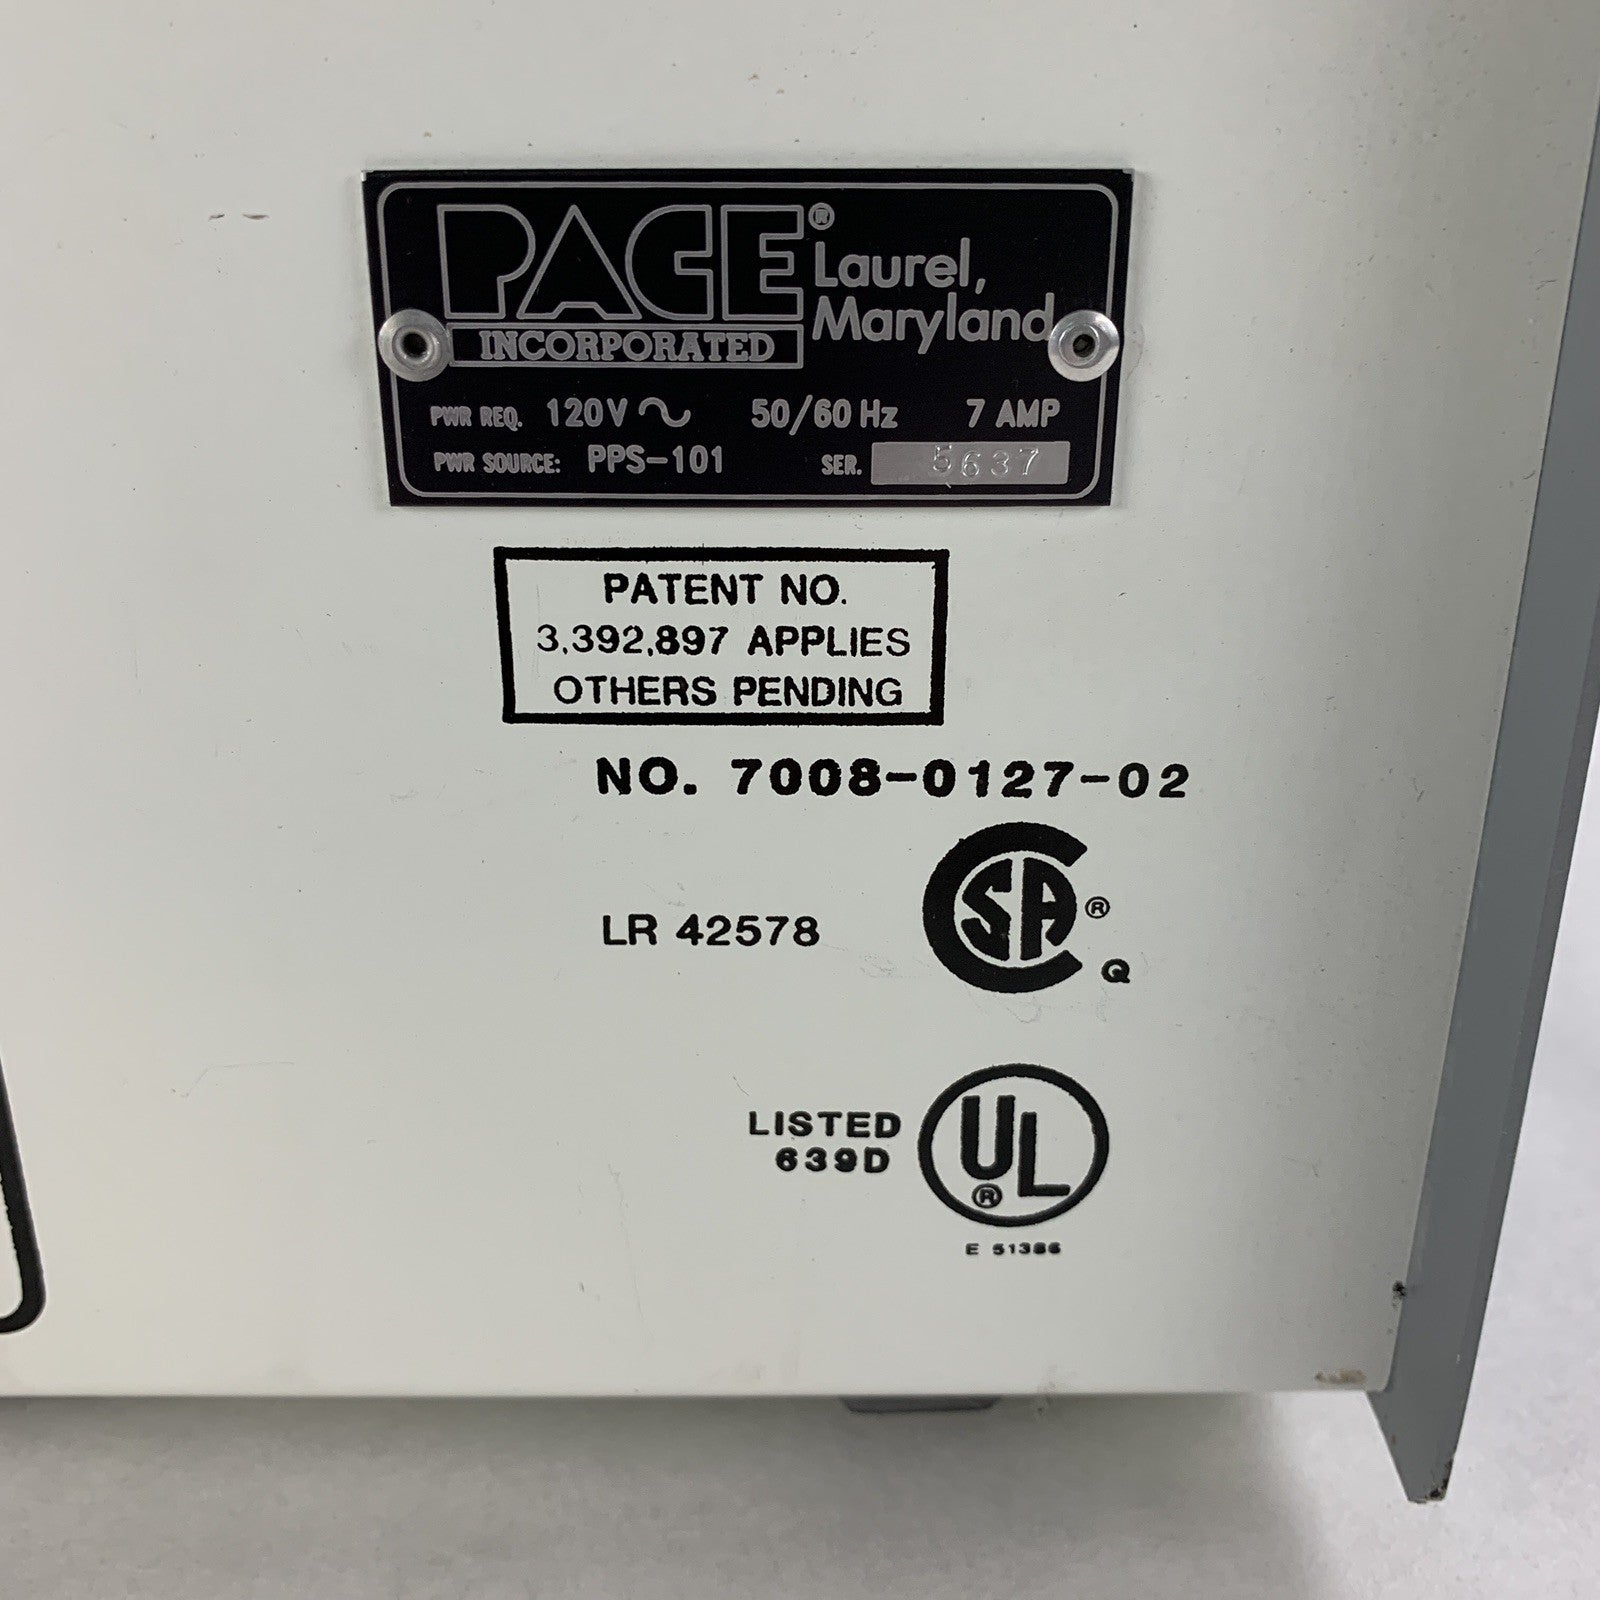 PACE® Laurel,
INCORPORATED Maryland
PWR REQ. 120V ∿ 50/60 Hz 7 AMP
PWR SOURCE: PPS-101 SER. 5637
PATENT NO.
3,392,897 APPLIES
OTHERS PENDING
NO. 7008-0127-02
LR 42578 CSA ® Q
LISTED UL ®
639D
E 51386